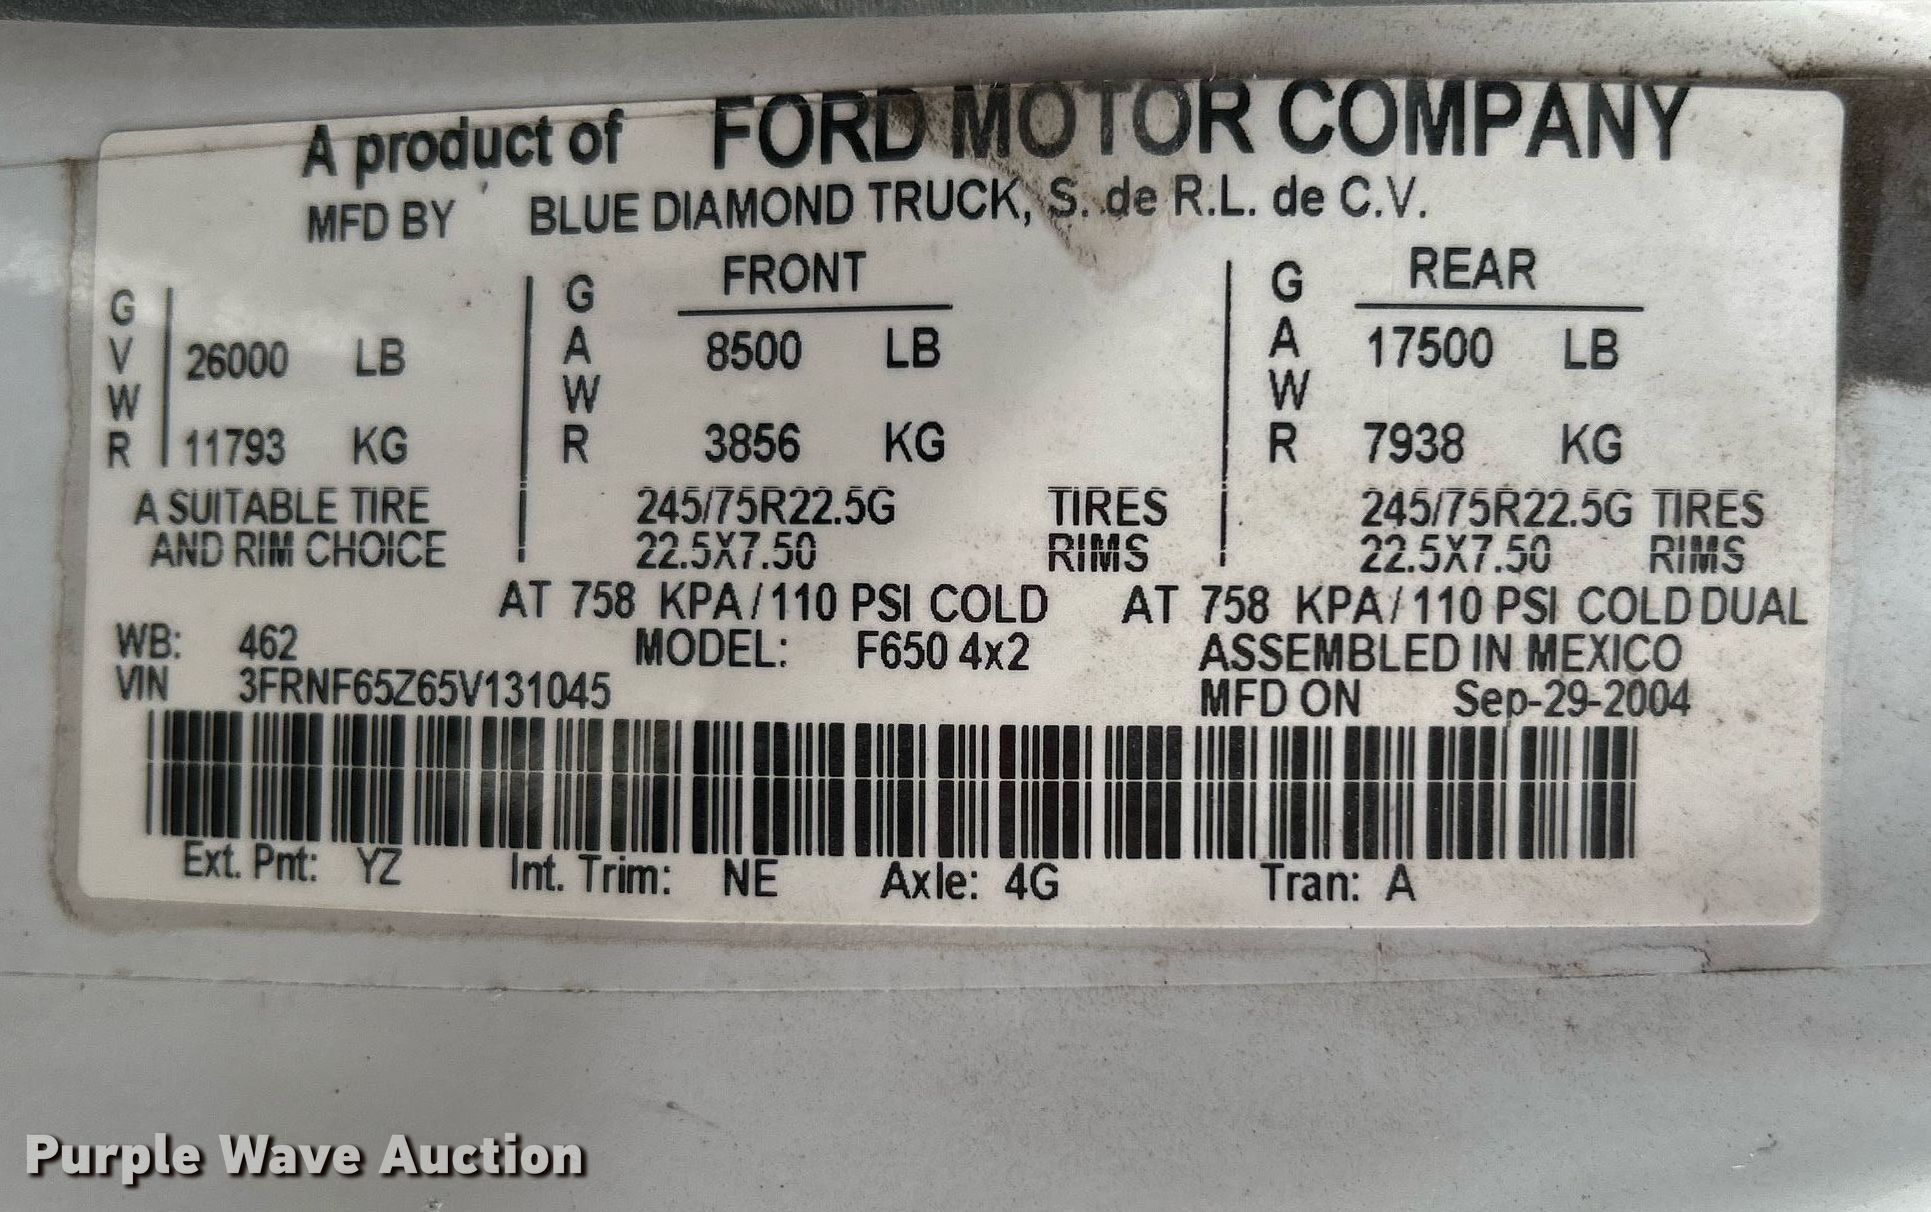 A product of FORD MOTOR COMPANY
MFD BY BLUE DIAMOND TRUCK, S. de R.L. de C.V.
FRONT REAR
GVWR 26000 LB GAWR 8500 LB GAWR 17500 LB
11793 KG 3856 KG 7938 KG
A SUITABLE TIRE 245/75R22.5G TIRES 245/75R22.5G TIRES
AND RIM CHOICE 22.5X7.50 RIMS 22.5X7.50 RIMS
AT 758 KPA/110 PSI COLD AT 758 KPA/110 PSI COLD DUAL
WB: 462 MODEL: F650 4x2 ASSEMBLED IN MEXICO
VIN 3FRNF65Z65V131045 MFD ON Sep-29-2004
Ext. Pnt: YZ Int. Trim: NE Axle: 4G Tran: A
Purple Wave Auction